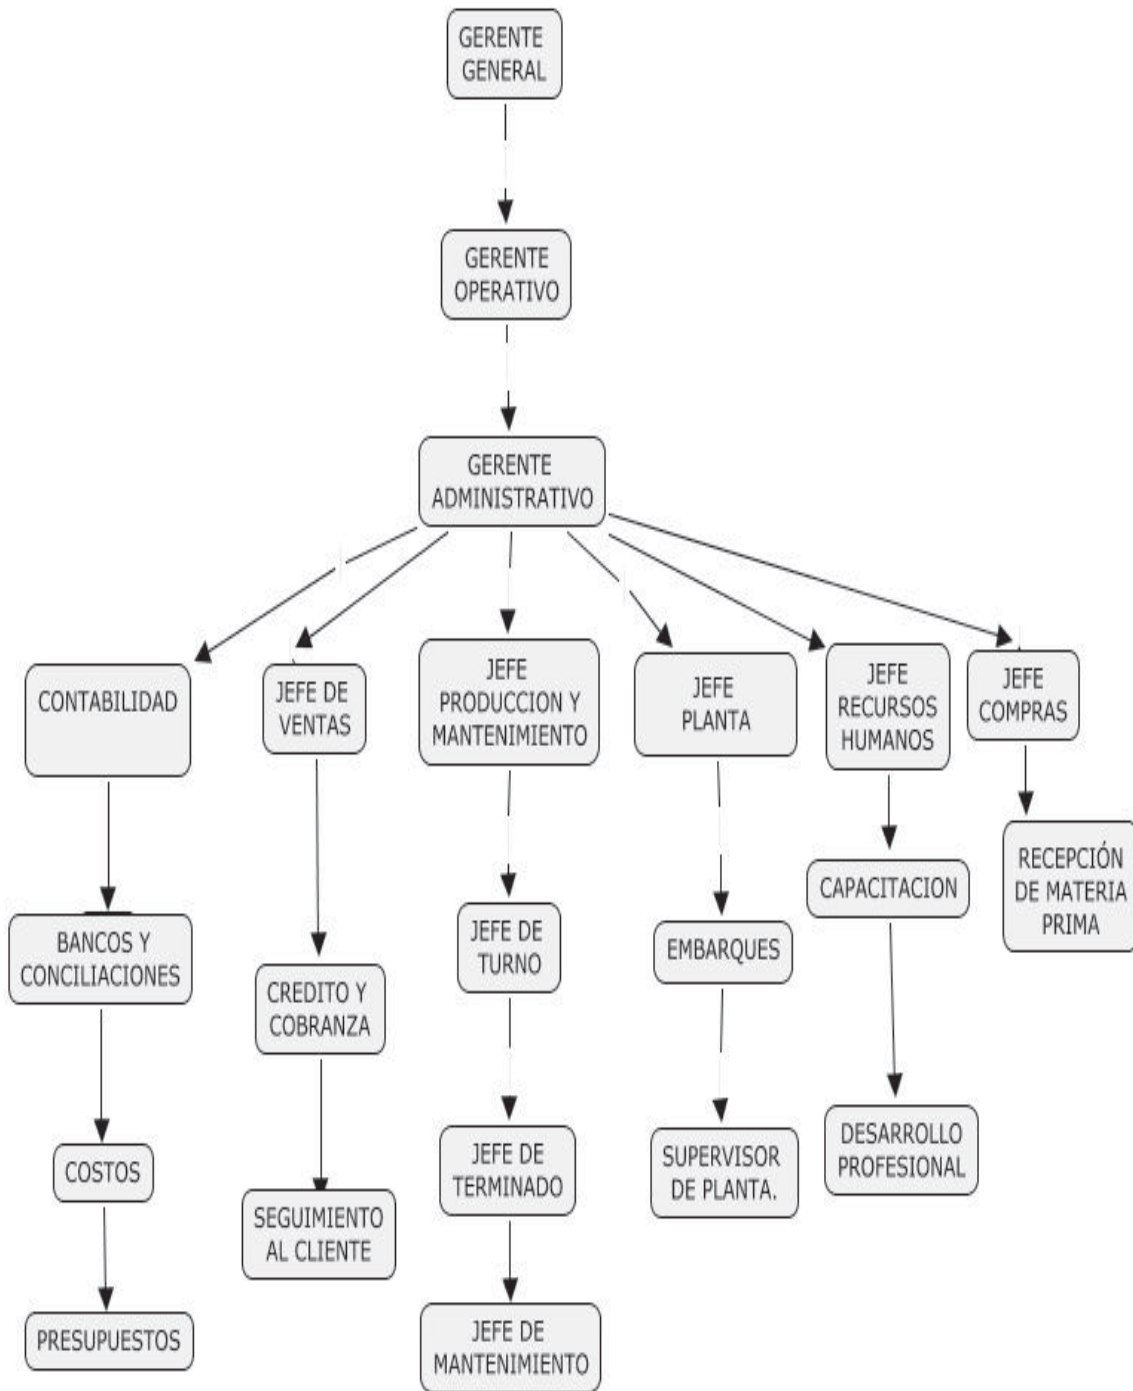 GERENTE
GENERAL
GERENTE
OPERATIVO
GERENTE
ADMINISTRATIVO
CONTABILIDAD
JEFE DE
VENTAS
JEFE
PRODUCCION Y
MANTENIMIENTO
JEFE
PLANTA
JEFE
RECURSOS
HUMANOS
JEFE
COMPRAS
BANCOS Y
CONCILIACIONES
CREDITO Y
COBRANZA
JEFE DE
TURNO
EMBARQUES
CAPACITACION
RECEPCIÓN
DE MATERIA
PRIMA
COSTOS
SEGUIMIENTO
AL CLIENTE
JEFE DE
TERMINADO
SUPERVISOR
DE PLANTA.
DESARROLLO
PROFESIONAL
PRESUPUESTOS
JEFE DE
MANTENIMIENTO